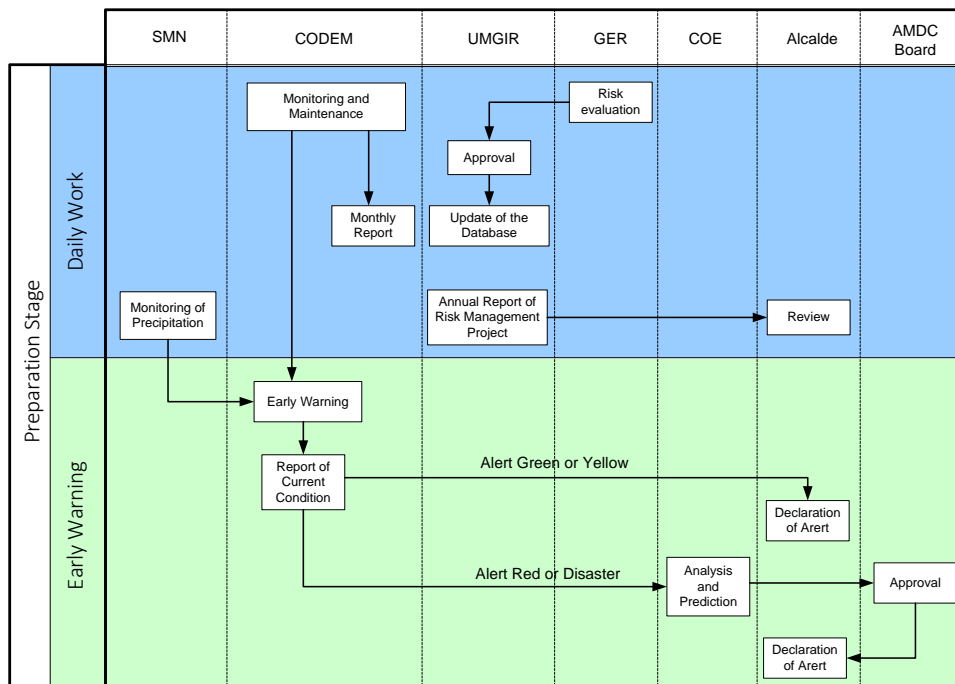 SMN
CODEM
UMGIR
GER
COE
Alcalde
AMDC
Board
Preparation Stage
Daily Work
Monitoring and
Maintenance
Risk
evaluation
Approval
Monthly
Report
Update of the
Database
Monitoring of
Precipitation
Annual Report of
Risk Management
Project
Review
Early Warning
Early Warning
Report of
Current
Condition
Alert Green or Yellow
Declaration
of Arert
Alert Red or Disaster
Analysis
and
Prediction
Approval
Declaration
of Arert